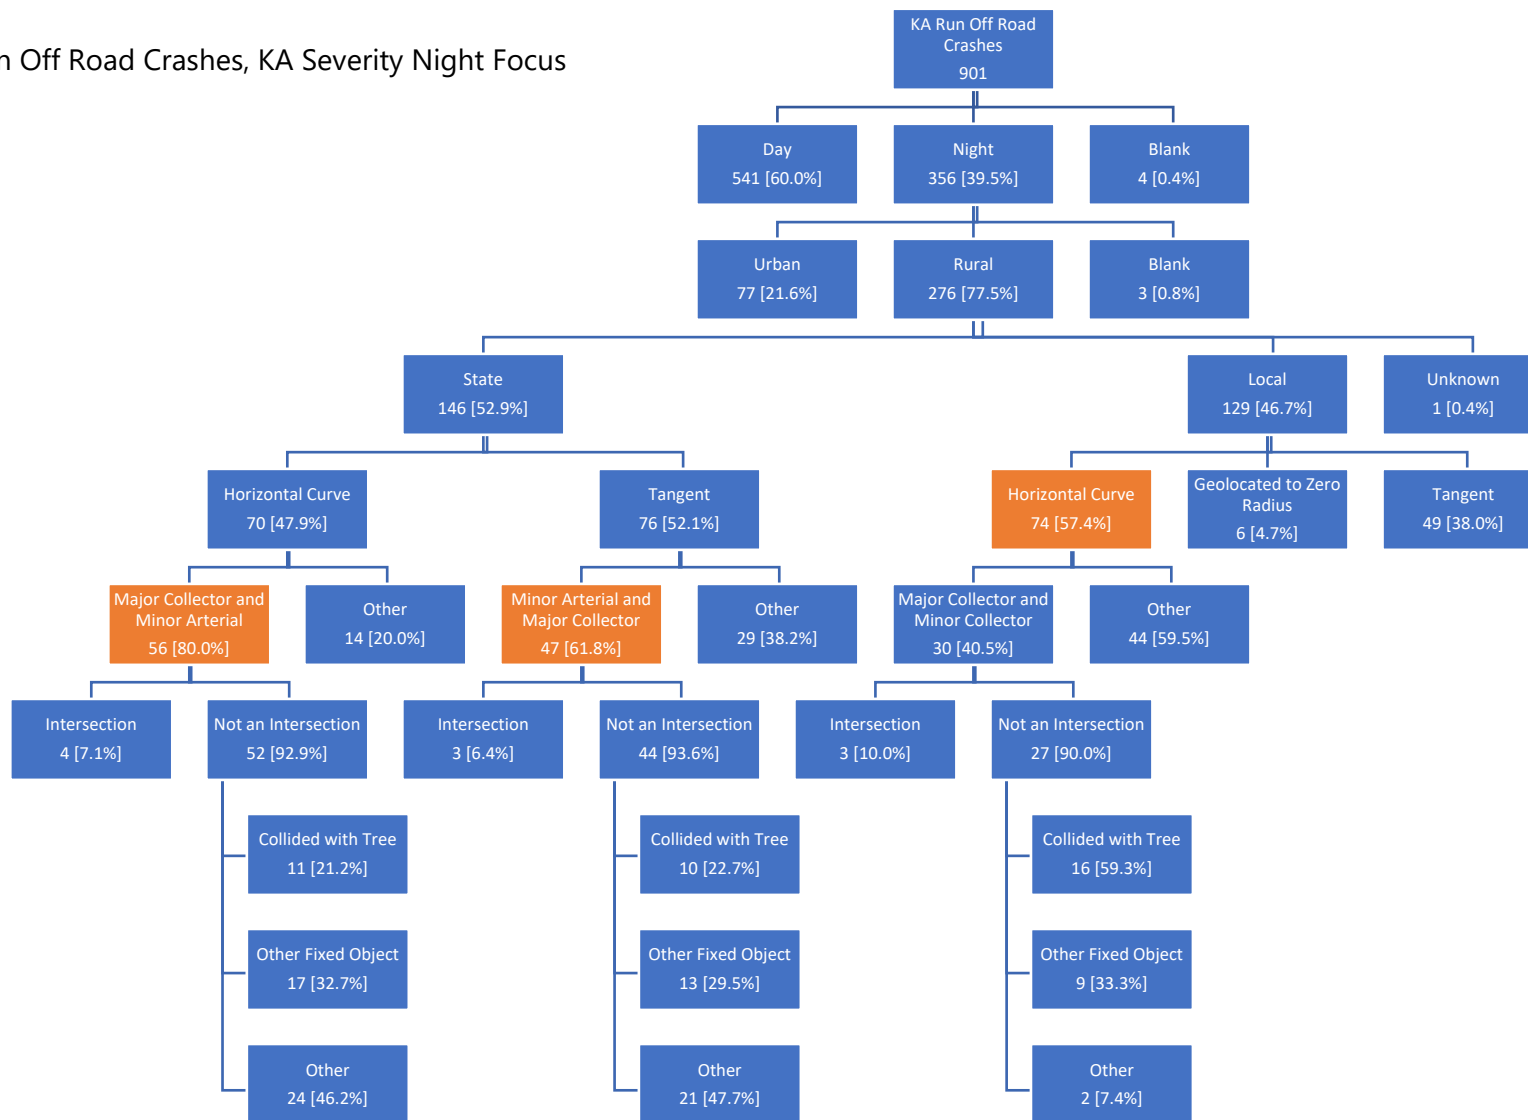 n Off Road Crashes, KA Severity Night Focus
KA Run Off Road
Crashes
901
Day
541 [60.0%]
Night
356 [39.5%]
Blank
4 [0.4%]
Urban
77 [21.6%]
Rural
276 [77.5%]
Blank
3 [0.8%]
State
146 [52.9%]
Local
129 [46.7%]
Unknown
1 [0.4%]
Horizontal Curve
70 [47.9%]
Tangent
76 [52.1%]
Horizontal Curve
74 [57.4%]
Geolocated to Zero
Radius
6 [4.7%]
Tangent
49 [38.0%]
Major Collector and
Minor Arterial
56 [80.0%]
Other
14 [20.0%]
Minor Arterial and
Major Collector
47 [61.8%]
Other
29 [38.2%]
Major Collector and
Minor Collector
30 [40.5%]
Other
44 [59.5%]
Intersection
4 [7.1%]
Not an Intersection
52 [92.9%]
Intersection
3 [6.4%]
Not an Intersection
44 [93.6%]
Intersection
3 [10.0%]
Not an Intersection
27 [90.0%]
Collided with Tree
11 [21.2%]
Collided with Tree
10 [22.7%]
Collided with Tree
16 [59.3%]
Other Fixed Object
17 [32.7%]
Other Fixed Object
13 [29.5%]
Other Fixed Object
9 [33.3%]
Other
24 [46.2%]
Other
21 [47.7%]
Other
2 [7.4%]